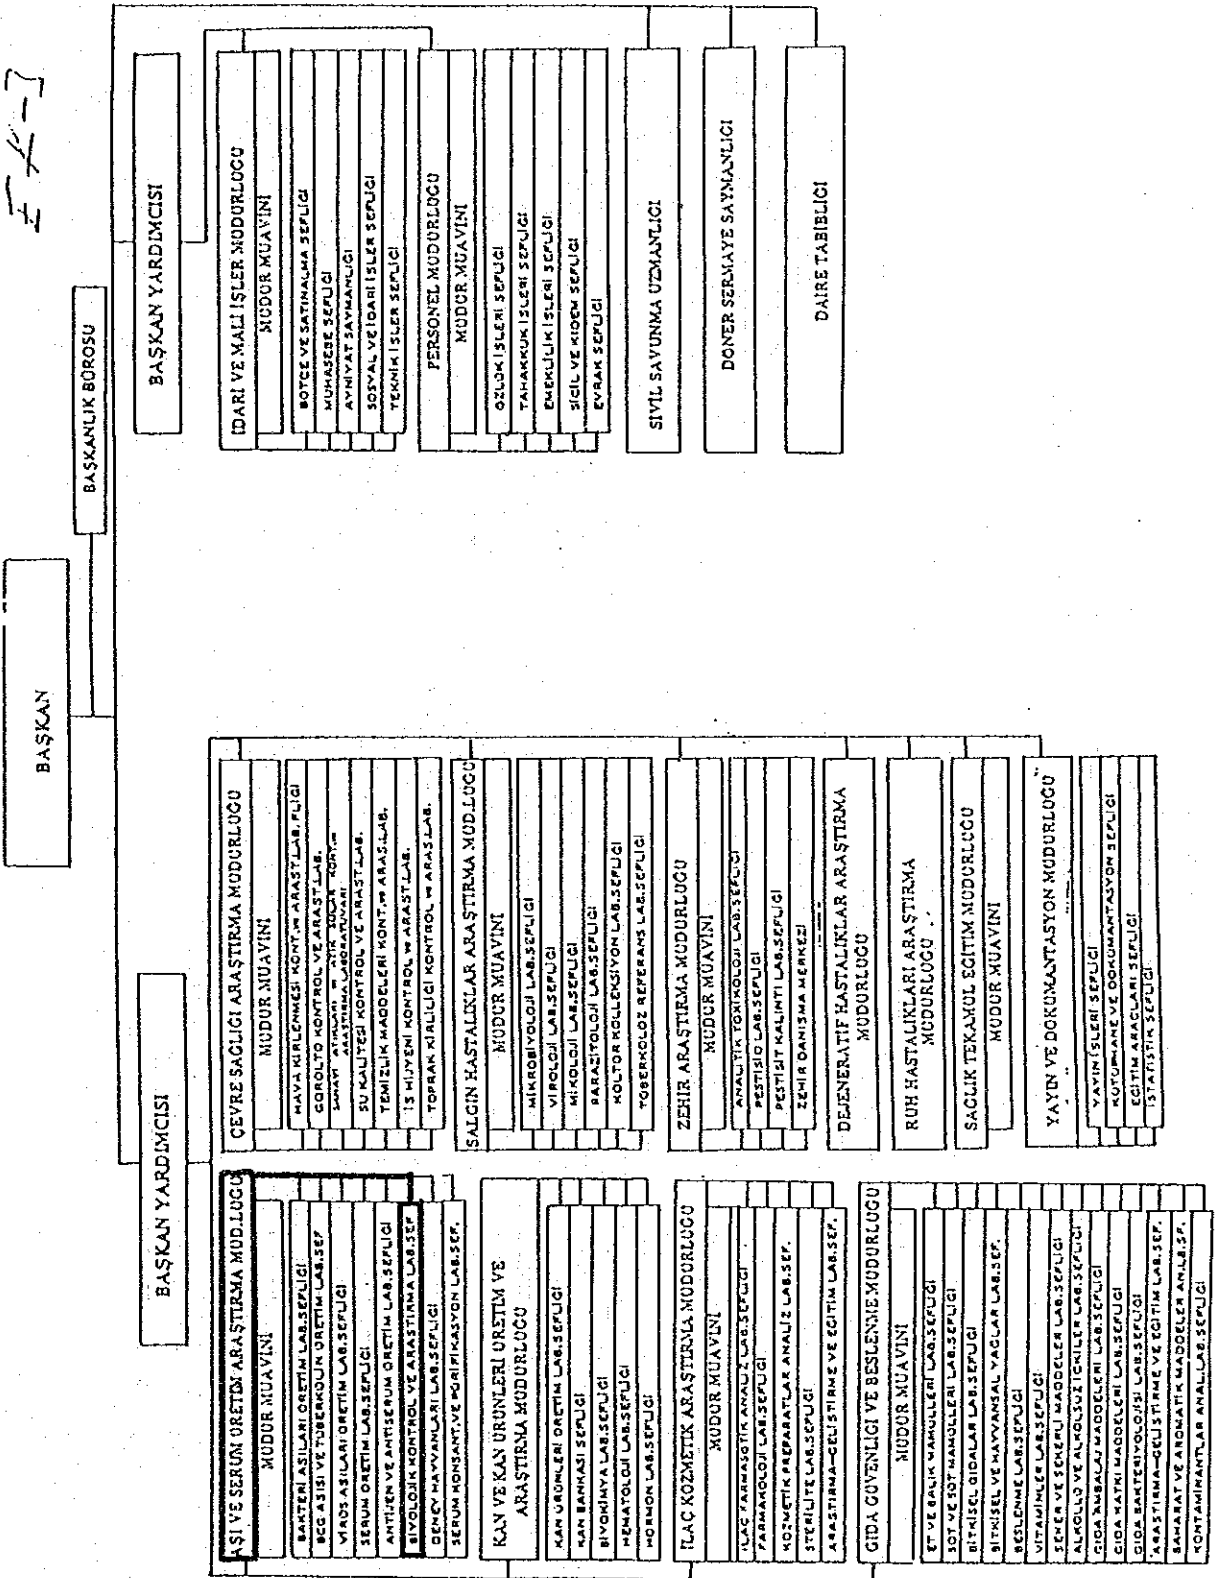 EK-3
BAŞKAN
BAŞKANLIK BÜROSU
BAŞKAN YARDIMCISI
AŞI VE SERUM ÜRETİM ARAŞTIRMA MÜD.LÜĞÜ
MÜDÜR MUAVİNİ
BAKTERİ AŞILARI ÜRETİM LAB.ŞEFLİĞİ
BCG AŞISI VE TÜBERKÜLİN ÜRETİM LAB.ŞEF
VİRÜS AŞILARI ÜRETİM LAB.ŞEFLİĞİ
SERUM ÜRETİM LAB.ŞEFLİĞİ
ANTİJEN VE ANTİSERUM ÜRETİM LAB.ŞEFLİĞİ
BİYOLOJİK KONTROL VE ARAŞTIRMA LAB.ŞEF
DENEY HAYVANLARI LAB.ŞEFLİĞİ
SERUM KONSANT.VE PÜRİFİKASYON LAB.ŞEF.
KAN VE KAN ÜRÜNLERİ ÜRETİM VE
ARAŞTIRMA MÜDÜRLÜĞÜ
KAN ÜRÜNLERİ ÜRETİM LAB.ŞEFLİĞİ
KAN BANKASI ŞEFLİĞİ
BİYOKİMYA LAB.ŞEFLİĞİ
HEMATOLOJİ LAB.ŞEFLİĞİ
HORMON LAB.ŞEFLİĞİ
İLAÇ KOZMETİK ARAŞTIRMA MÜDÜRLÜĞÜ
MÜDÜR MUAVİNİ
İLAÇ FARMASÖTİK ANALİZ LAB.ŞEFLİĞİ
FARMAKOLOJİ LAB.ŞEFLİĞİ
KOZMETİK PREPARATLAR ANALİZ LAB.ŞEF.
STERİLİTE LAB.ŞEFLİĞİ
ARAŞTIRMA-GELİŞTİRME VE EĞİTİM LAB.ŞEF.
GIDA GÜVENLİĞİ VE BESLENME MÜDÜRLÜĞÜ
MÜDÜR MUAVİNİ
ET VE BALIK MAMULLERİ LAB.ŞEFLİĞİ
SÜT VE SÜT MAMULLERİ LAB.ŞEFLİĞİ
BİTKİSEL GIDALAR LAB.ŞEFLİĞİ
BİTKİSEL VE HAYVANSAL YAĞLAR LAB.ŞEF.
BESLENME LAB.ŞEFLİĞİ
VİTAMİNLER LAB.ŞEFLİĞİ
ŞEKER VE ŞEKERLİ MADDELER LAB.ŞEFLİĞİ
ALKOLLÜ VE ALKOLSÜZ İÇKİLER LAB.ŞEFLİĞİ
GIDA AMBALAJ MADDELERİ LAB.ŞEFLİĞİ
GIDA KATKI MADDELERİ LAB.ŞEFLİĞİ
GIDA BAKTERİYOLOJİSİ LAB.ŞEFLİĞİ
ARAŞTIRMA-GELİŞTİRME VE EĞİTİM LAB.ŞEF.
BAHARAT VE AROMATİK MADDELER AN.LB.ŞF.
KONTAMİNANTLAR ANAL.LAB.ŞEFLİĞİ
ÇEVRE SAĞLIĞI ARAŞTIRMA MÜDÜRLÜĞÜ
MÜDÜR MUAVİNİ
HAVA KİRLENMESİ KONT.ve ARAŞT.LAB.
GÜRÜLTÜ KONTROL VE ARAŞT.LAB.
SANAYİ ATIKLARI ve ATIK SULAR KONT.ve
ARAŞTIRMA LABORATUVARI
SU KALİTESİ KONTROL VE ARAŞT.LAB.
TEMİZLİK MADDELERİ KONT.ve ARAŞ.LAB.
İŞ HİJYENİ KONTROL ve ARAŞT.LAB.
TOPRAK KİRLİLİĞİ KONTROL ve ARAŞ.LAB.
SALGIN HASTALIKLAR ARAŞTIRMA MÜD.LÜĞÜ
MÜDÜR MUAVİNİ
MİKROBİYOLOJİ LAB.ŞEFLİĞİ
VİROLOJİ LAB.ŞEFLİĞİ
MİKOLOJİ LAB.ŞEFLİĞİ
PARAZİTOLOJİ LAB.ŞEFLİĞİ
KÜLTÜR KOLLEKSİYON LAB.ŞEFLİĞİ
TÜBERKÜLOZ REFERANS LAB.ŞEFLİĞİ
ZEHİR ARAŞTIRMA MÜDÜRLÜĞÜ
MÜDÜR MUAVİNİ
ANALİTİK TOXİKOLOJİ LAB.ŞEFLİĞİ
PESTİSİD LAB.ŞEFLİĞİ
PESTİSİT KALINTI LAB.ŞEFLİĞİ
ZEHİR DANIŞMA MERKEZİ
DEJENERATİF HASTALIKLAR ARAŞTIRMA
MÜDÜRLÜĞÜ
RUH HASTALIKLARI ARAŞTIRMA
MÜDÜRLÜĞÜ
SAĞLIK TEKAMÜL EĞİTİM MÜDÜRLÜĞÜ
MÜDÜR MUAVİNİ
YAYIN VE DOKÜMANTASYON MÜDÜRLÜĞÜ
YAYIN İŞLERİ ŞEFLİĞİ
KÜTÜPHANE VE DOKÜMANTASYON ŞEFLİĞİ
EĞİTİM ARAÇLARI ŞEFLİĞİ
İSTATİSTİK ŞEFLİĞİ
BAŞKAN YARDIMCISI
İDARİ VE MALİ İŞLER MÜDÜRLÜĞÜ
MÜDÜR MUAVİNİ
BÜTÇE VE SATINALMA ŞEFLİĞİ
MUHASEBE ŞEFLİĞİ
AYNİYAT SAYMANLIĞI
SOSYAL VE İDARİ İŞLER ŞEFLİĞİ
TEKNİK İŞLER ŞEFLİĞİ
PERSONEL MÜDÜRLÜĞÜ
MÜDÜR MUAVİNİ
ÖZLÜK İŞLERİ ŞEFLİĞİ
TAHAKKUK İŞLERİ ŞEFLİĞİ
EMEKLİLİK İŞLERİ ŞEFLİĞİ
SİCİL VE KIDEM ŞEFLİĞİ
EVRAK ŞEFLİĞİ
SİVİL SAVUNMA UZMANLIĞI
DÖNER SERMAYE SAYMANLIĞI
DAİRE TABİBLİĞİ